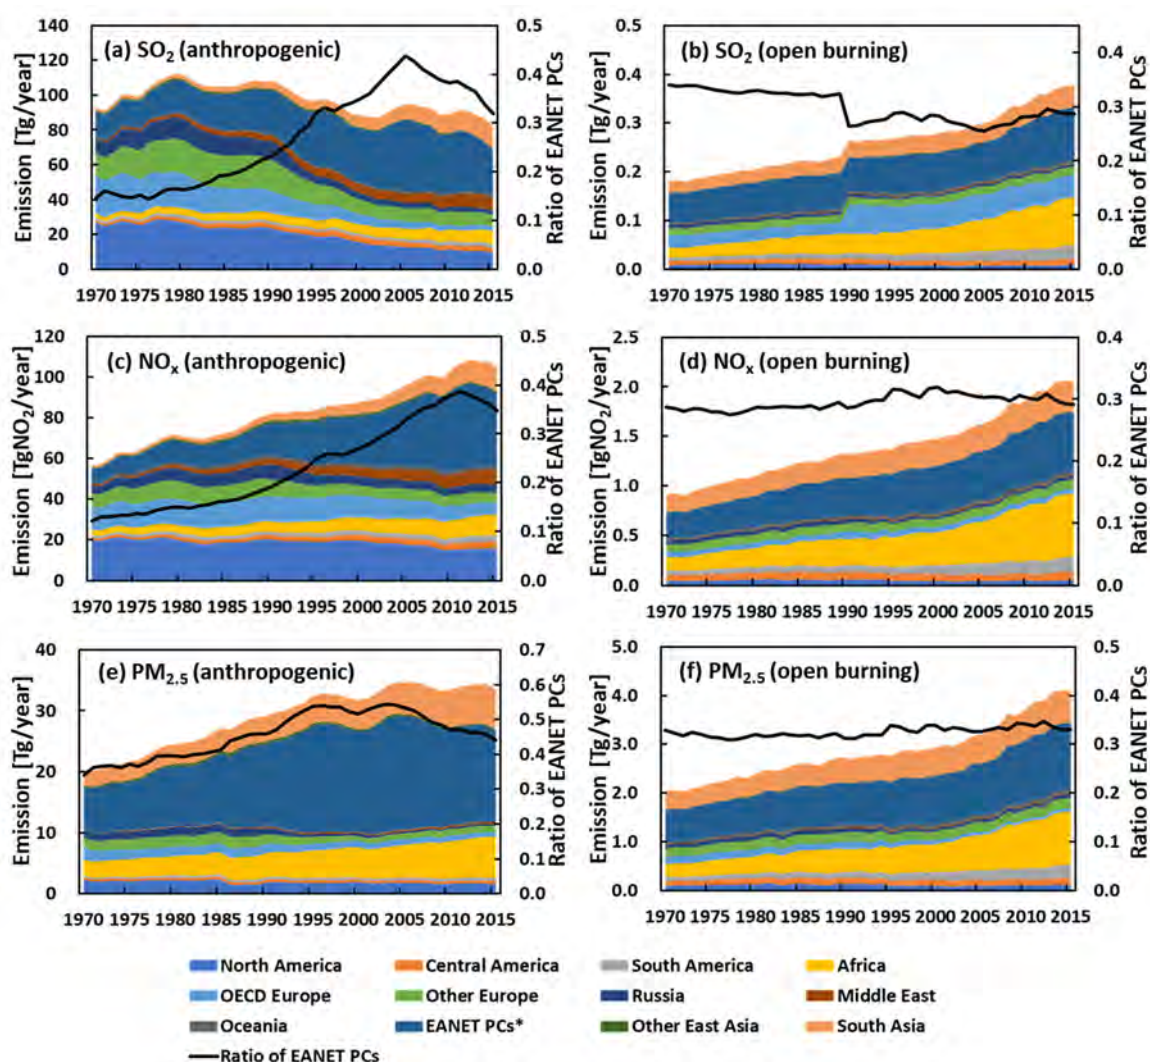 (a) SO2 (anthropogenic)
Emission [Tg/year]
140
120
100
80
60
40
20
0
0.5
0.4
0.3
0.2
0.1
0.0
Ratio of EANET PCs
1970 1975 1980 1985 1990 1995 2000 2005 2010 2015
(b) SO2 (open burning)
Emission [Tg/year]
0.5
0.4
0.3
0.2
0.1
0.0
0.4
0.3
0.2
0.1
0.0
Ratio of EANET PCs
1970 1975 1980 1985 1990 1995 2000 2005 2010 2015
(c) NOx (anthropogenic)
Emission [TgNO2/year]
120
100
80
60
40
20
0
0.5
0.4
0.3
0.2
0.1
0.0
Ratio of EANET PCs
1970 1975 1980 1985 1990 1995 2000 2005 2010 2015
(d) NOx (open burning)
Emission [TgNO2/year]
2.5
2.0
1.5
1.0
0.5
0.0
0.4
0.3
0.2
0.1
0.0
Ratio of EANET PCs
1970 1975 1980 1985 1990 1995 2000 2005 2010 2015
(e) PM2.5 (anthropogenic)
Emission [Tg/year]
40
30
20
10
0
0.7
0.6
0.5
0.4
0.3
0.2
0.1
0.0
Ratio of EANET PCs
1970 1975 1980 1985 1990 1995 2000 2005 2010 2015
(f) PM2.5 (open burning)
Emission [Tg/year]
5.0
4.0
3.0
2.0
1.0
0.0
0.5
0.4
0.3
0.2
0.1
0.0
Ratio of EANET PCs
1970 1975 1980 1985 1990 1995 2000 2005 2010 2015
North America Central America South America Africa
OECD Europe Other Europe Russia Middle East
Oceania EANET PCs* Other East Asia South Asia
Ratio of EANET PCs